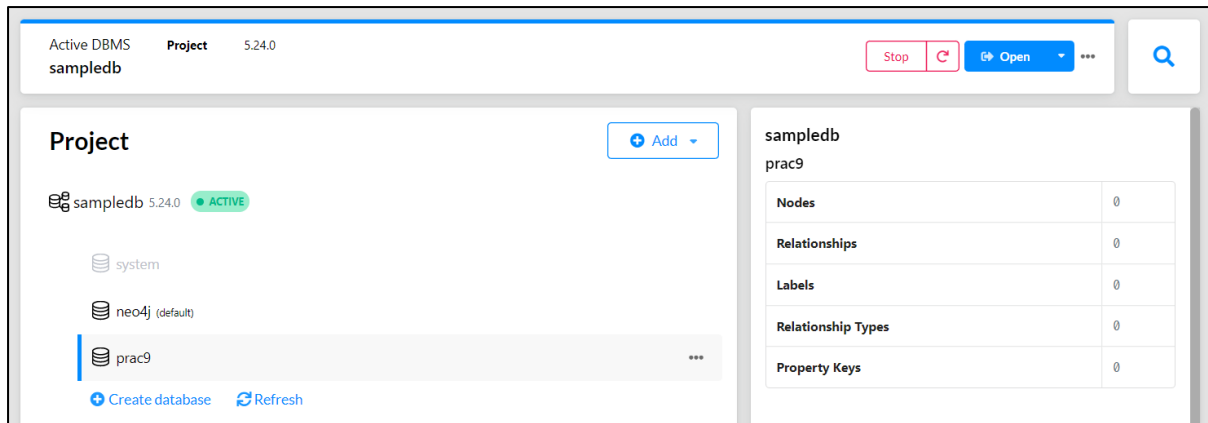 Active DBMS Project 5.24.0
sampledb
Stop Open
Project
Add
sampledb 5.24.0 ACTIVE
system
neo4j (default)
prac9
Create database Refresh
sampledb
prac9
Nodes 0
Relationships 0
Labels 0
Relationship Types 0
Property Keys 0